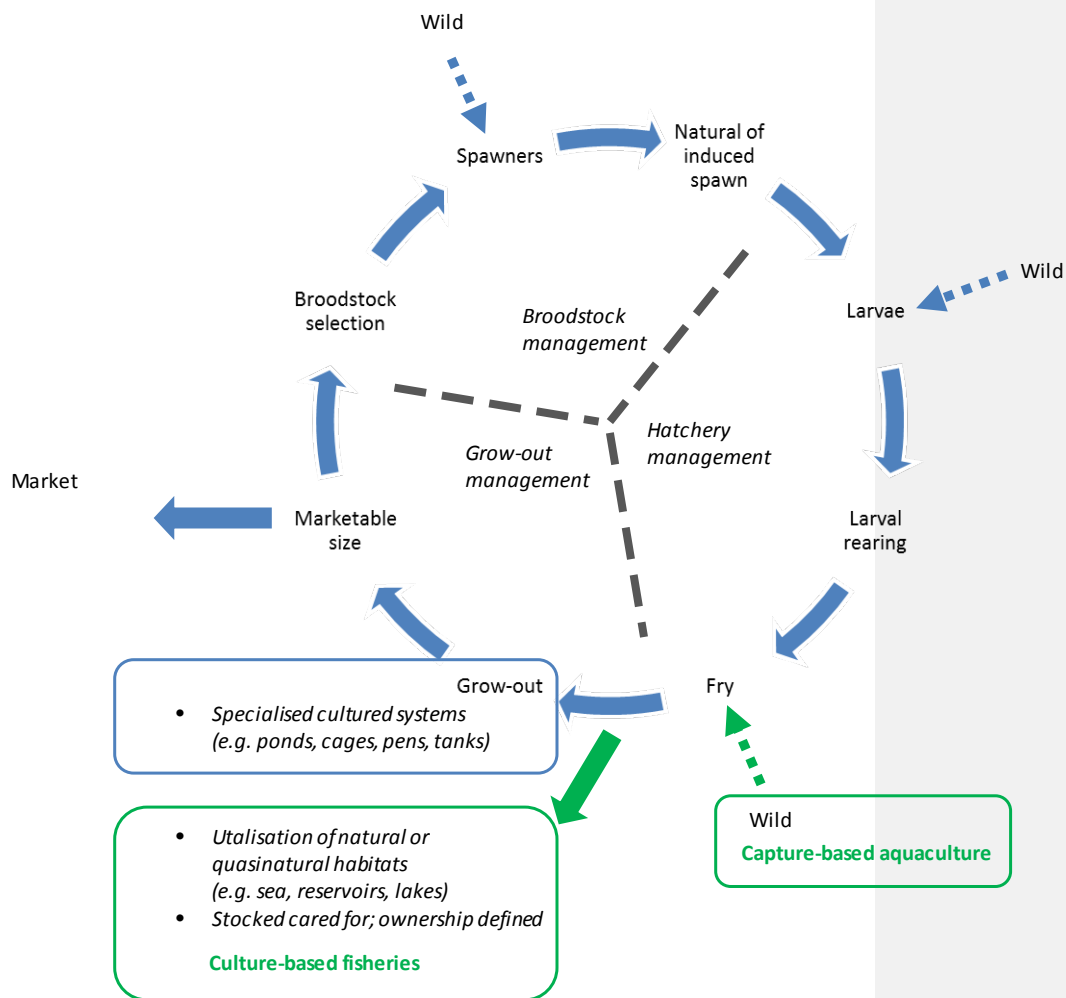 Wild
Spawners
Natural of
induced
spawn
Wild
Larvae
Broodstock
selection
Broodstock
management
Hatchery
management
Grow-out
management
Market
Marketable
size
Larval
rearing
Grow-out
• Specialised cultured systems
(e.g. ponds, cages, pens, tanks)
Fry
• Utalisation of natural or
quasinatural habitats
(e.g. sea, reservoirs, lakes)
• Stocked cared for; ownership defined
Culture-based fisheries
Wild
Capture-based aquaculture